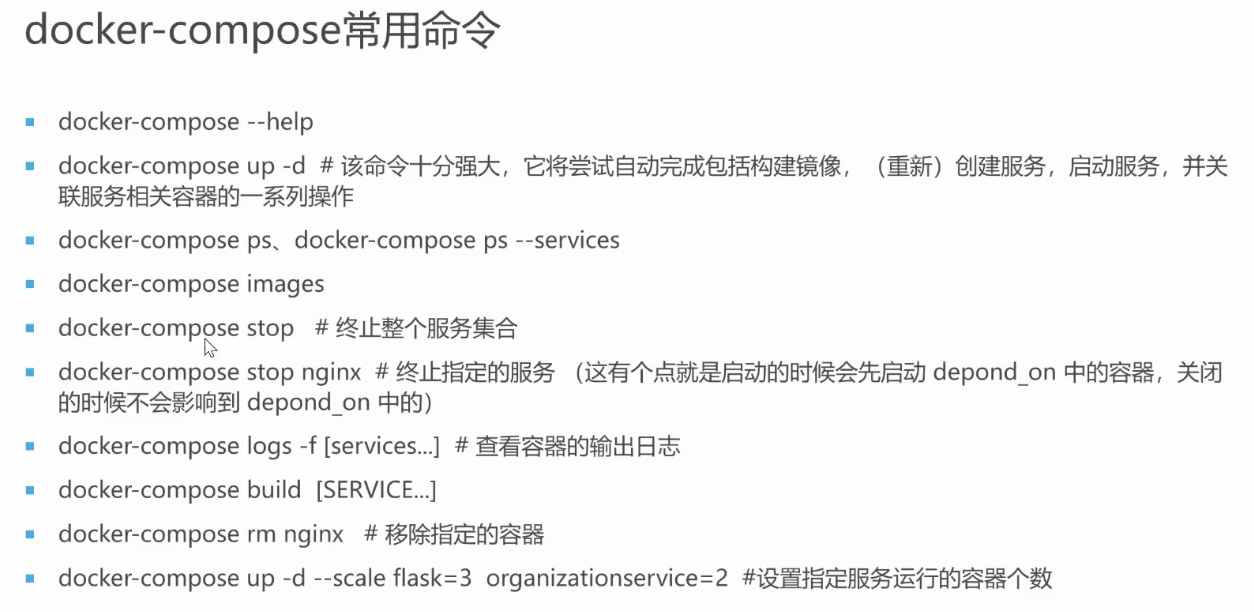 docker-compose常用命令
docker-compose --help
docker-compose up -d  # 该命令十分强大，它将尝试自动完成包括构建镜像，（重新）创建服务，启动服务，并关
联服务相关容器的一系列操作
docker-compose ps、docker-compose ps --services
docker-compose images
docker-compose stop   # 终止整个服务集合
docker-compose stop nginx  # 终止指定的服务 （这有个点就是启动的时候会先启动 depond_on 中的容器，关闭
的时候不会影响到 depond_on 中的）
docker-compose logs -f [services...]  # 查看容器的输出日志
docker-compose build  [SERVICE...]
docker-compose rm nginx   # 移除指定的容器
docker-compose up -d --scale flask=3  organizationservice=2  #设置指定服务运行的容器个数